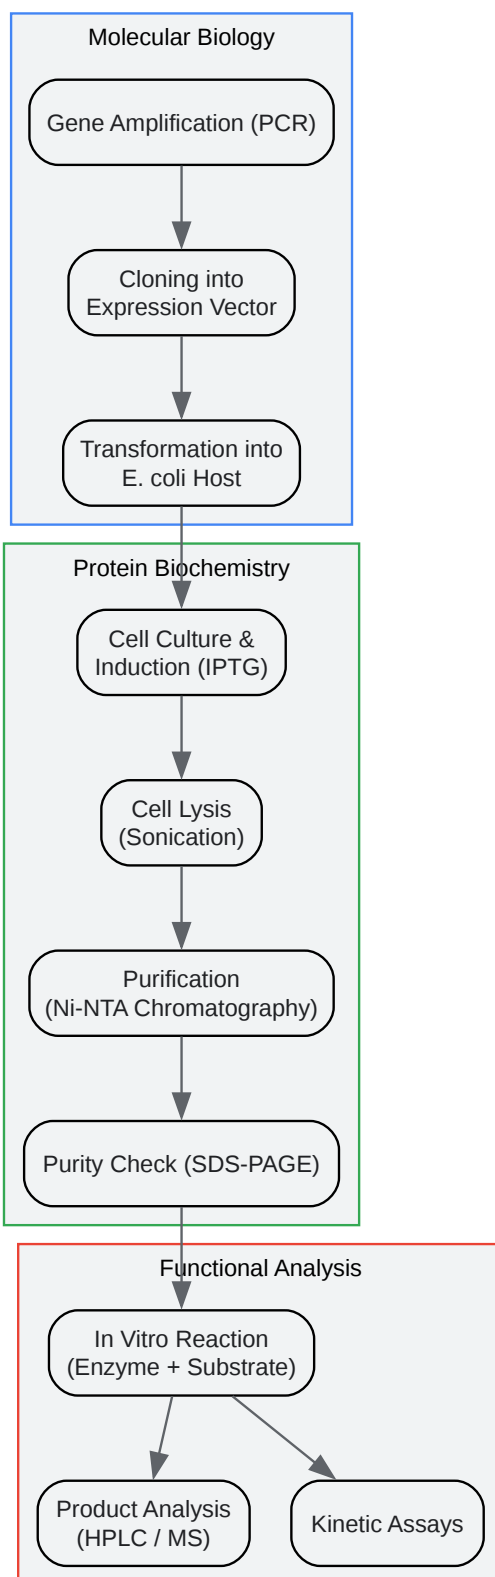 Molecular Biology
Gene Amplification (PCR)
Cloning into
Expression Vector
Transformation into
E. coli Host
Protein Biochemistry
Cell Culture &
Induction (IPTG)
Cell Lysis
(Sonication)
Purification
(Ni-NTA Chromatography)
Purity Check (SDS-PAGE)
Functional Analysis
In Vitro Reaction
(Enzyme + Substrate)
Product Analysis
(HPLC / MS)
Kinetic Assays